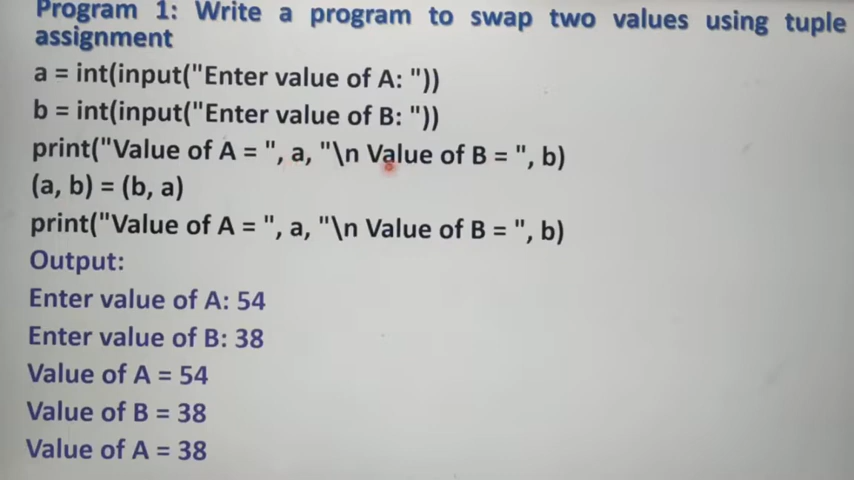 Program 1: Write a program to swap two values using tuple
assignment
a = int(input("Enter value of A: "))
b = int(input("Enter value of B: "))
print("Value of A = ", a, "\n Value of B = ", b)
(a, b) = (b, a)
print("Value of A = ", a, "\n Value of B = ", b)
Output:
Enter value of A: 54
Enter value of B: 38
Value of A = 54
Value of B = 38
Value of A = 38